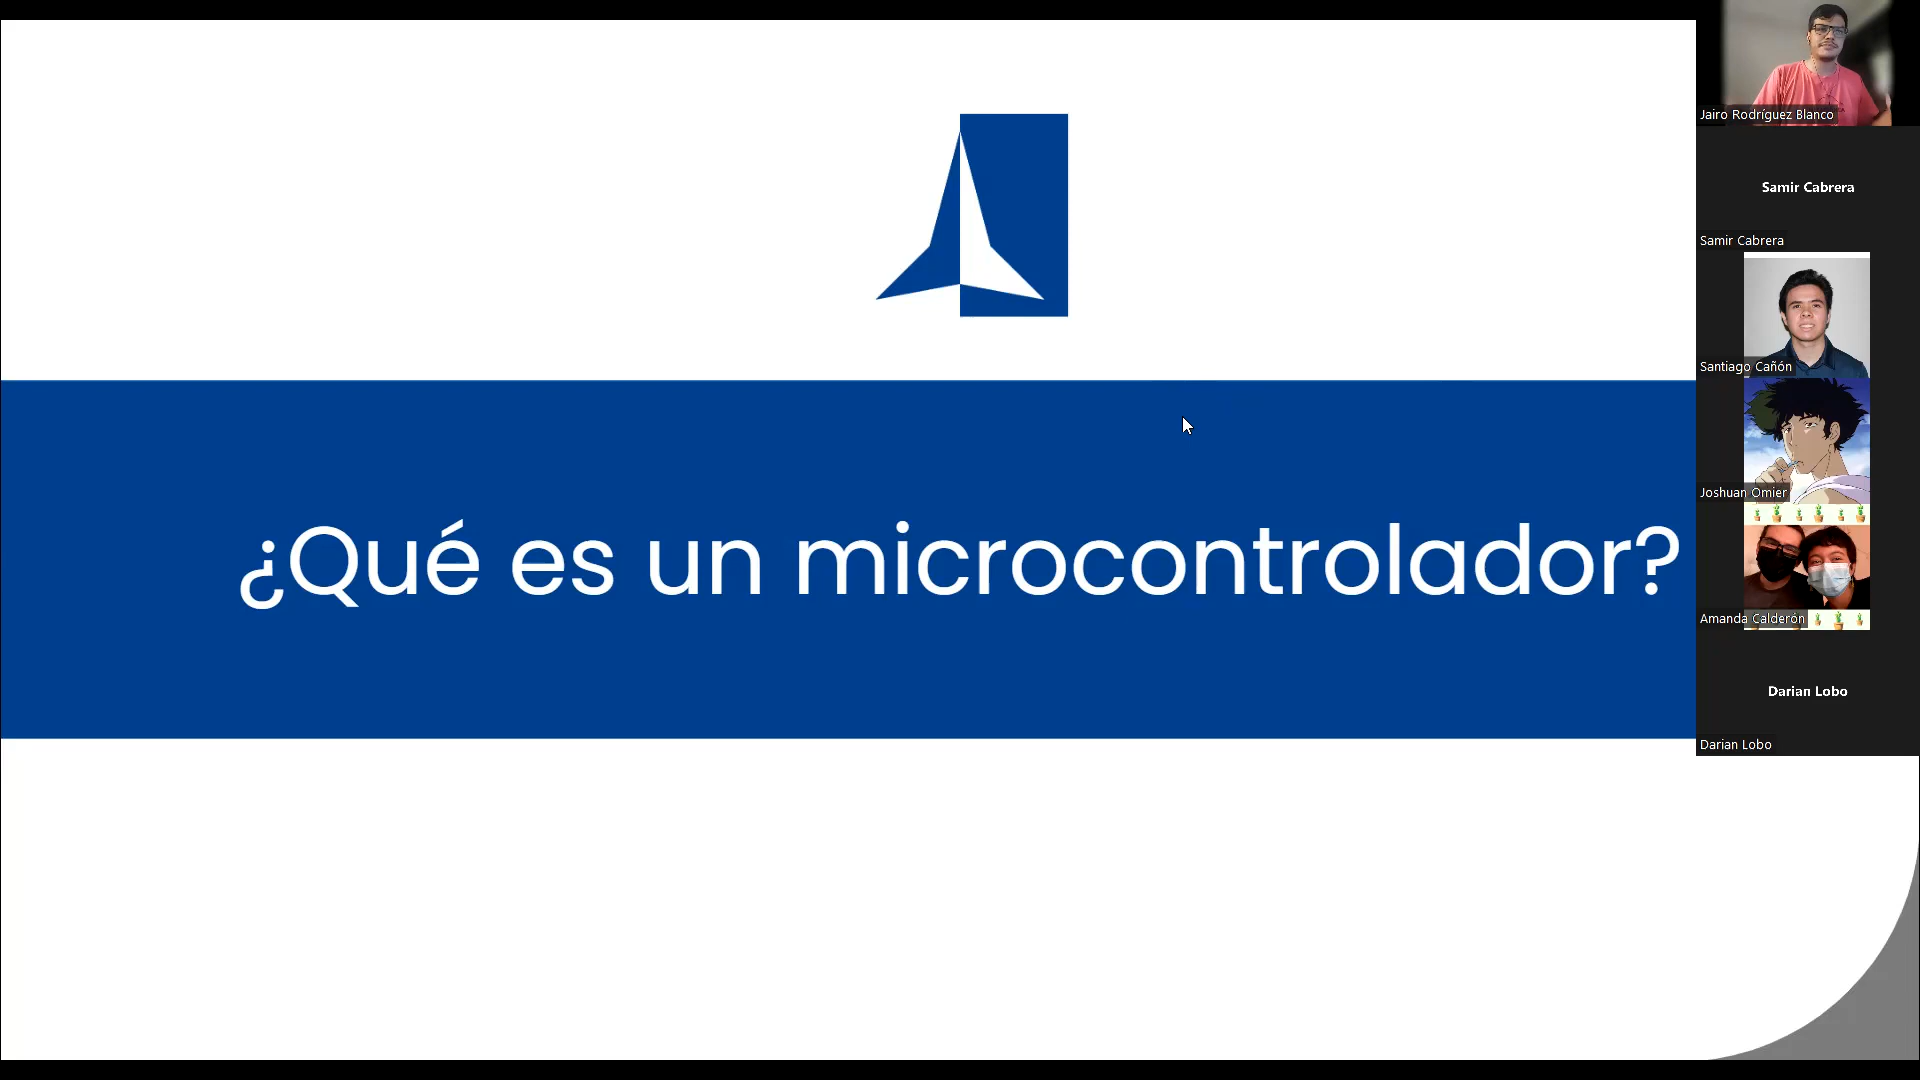 ¿Qué es un microcontrolador?
Jairo Rodríguez Blanco
Samir Cabrera
Samir Cabrera
Santiago Cañón
Joshuan Omier
Amanda Calderón
Darian Lobo
Darian Lobo